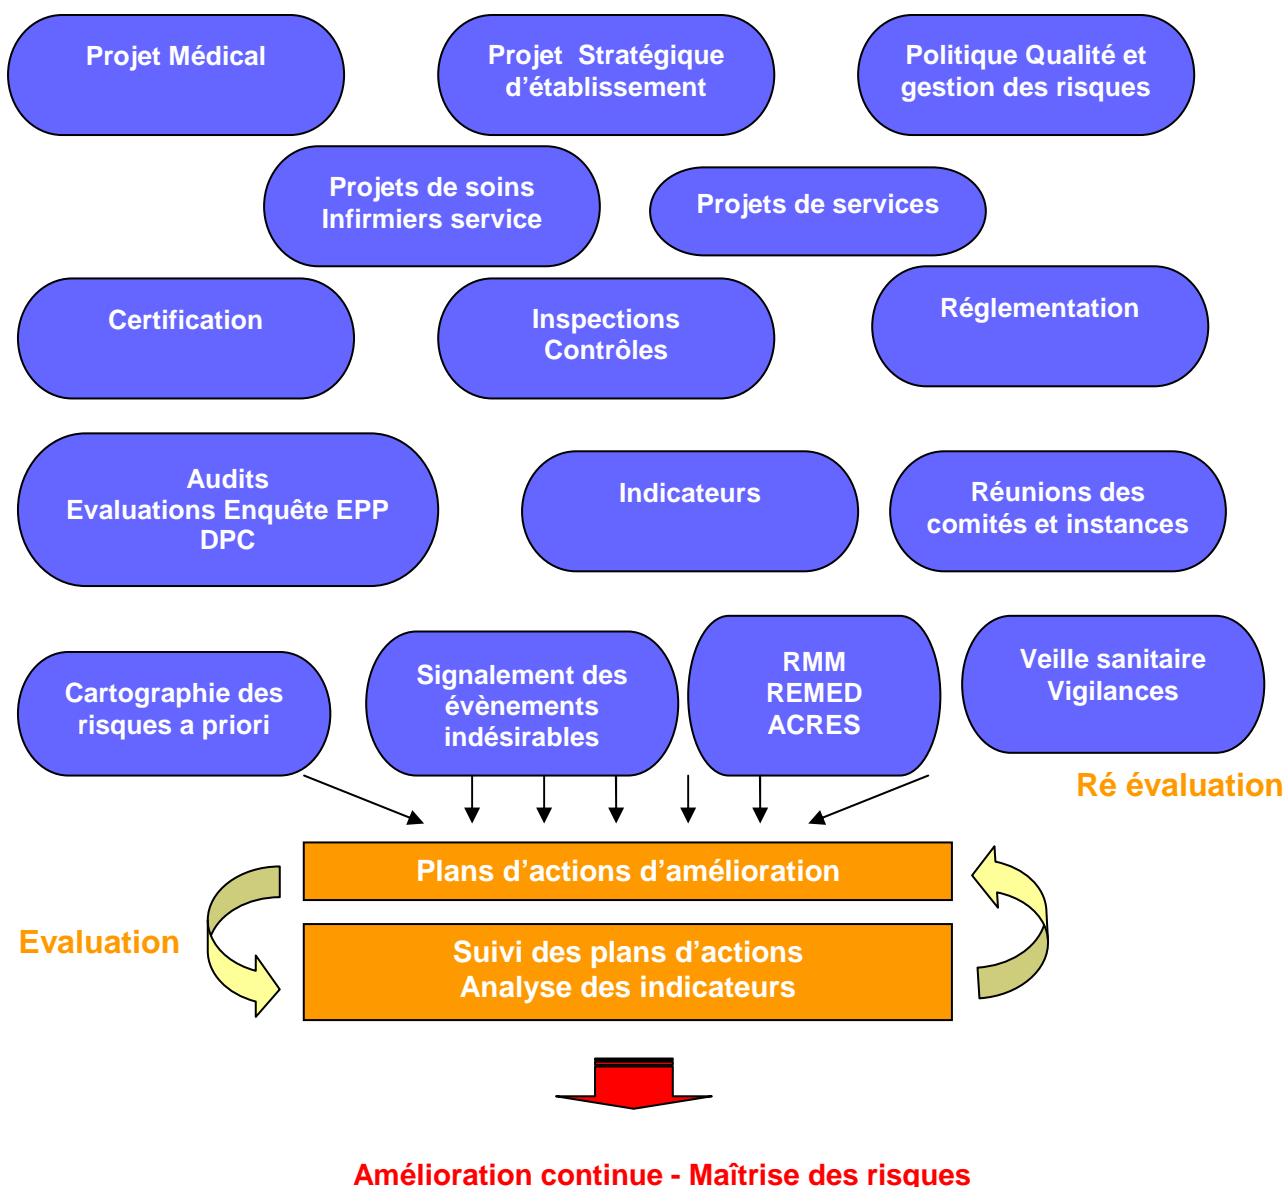 Projet Médical
Projet Stratégique
d'établissement
Politique Qualité et
gestion des risques
Projets de soins
Infirmiers service
Projets de services
Certification
Inspections
Contrôles
Réglementation
Audits
Evaluations Enquête EPP
DPC
Indicateurs
Réunions des
comités et instances
Cartographie des
risques a priori
Signalement des
évènements
indésirables
RMM
REMED
ACRES
Veille sanitaire
Vigilances
Ré évaluation
Plans d'actions d'amélioration
Evaluation
Suivi des plans d'actions
Analyse des indicateurs
Amélioration continue - Maîtrise des risques